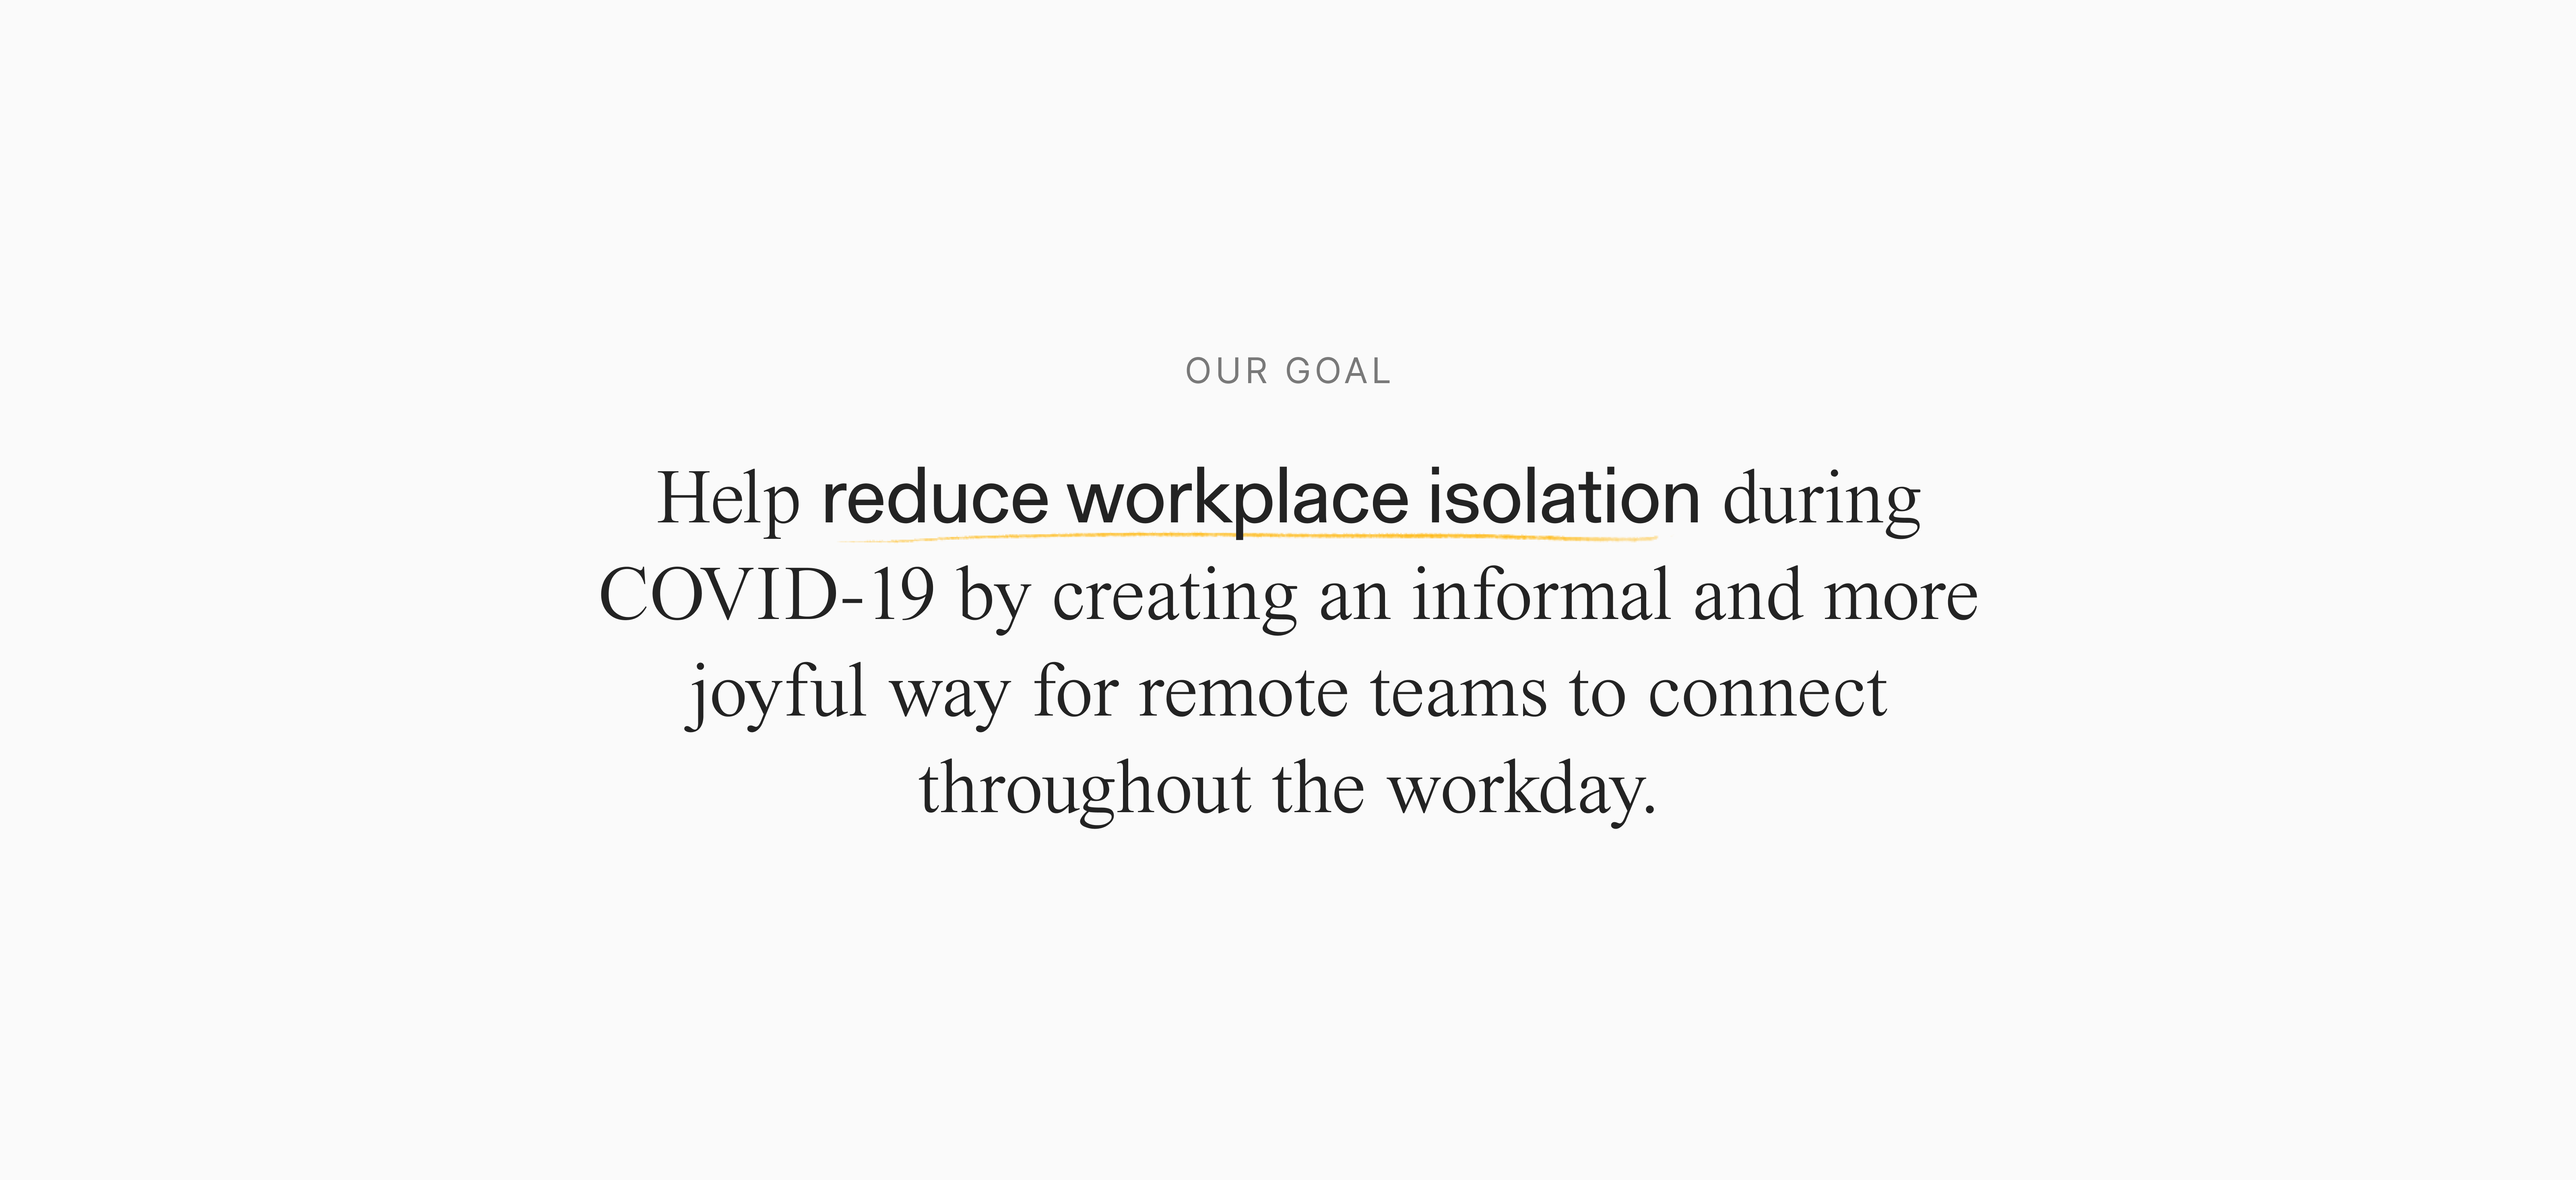 OUR GOAL
Help reduce workplace isolation during
COVID-19 by creating an informal and more
joyful way for remote teams to connect
throughout the workday.